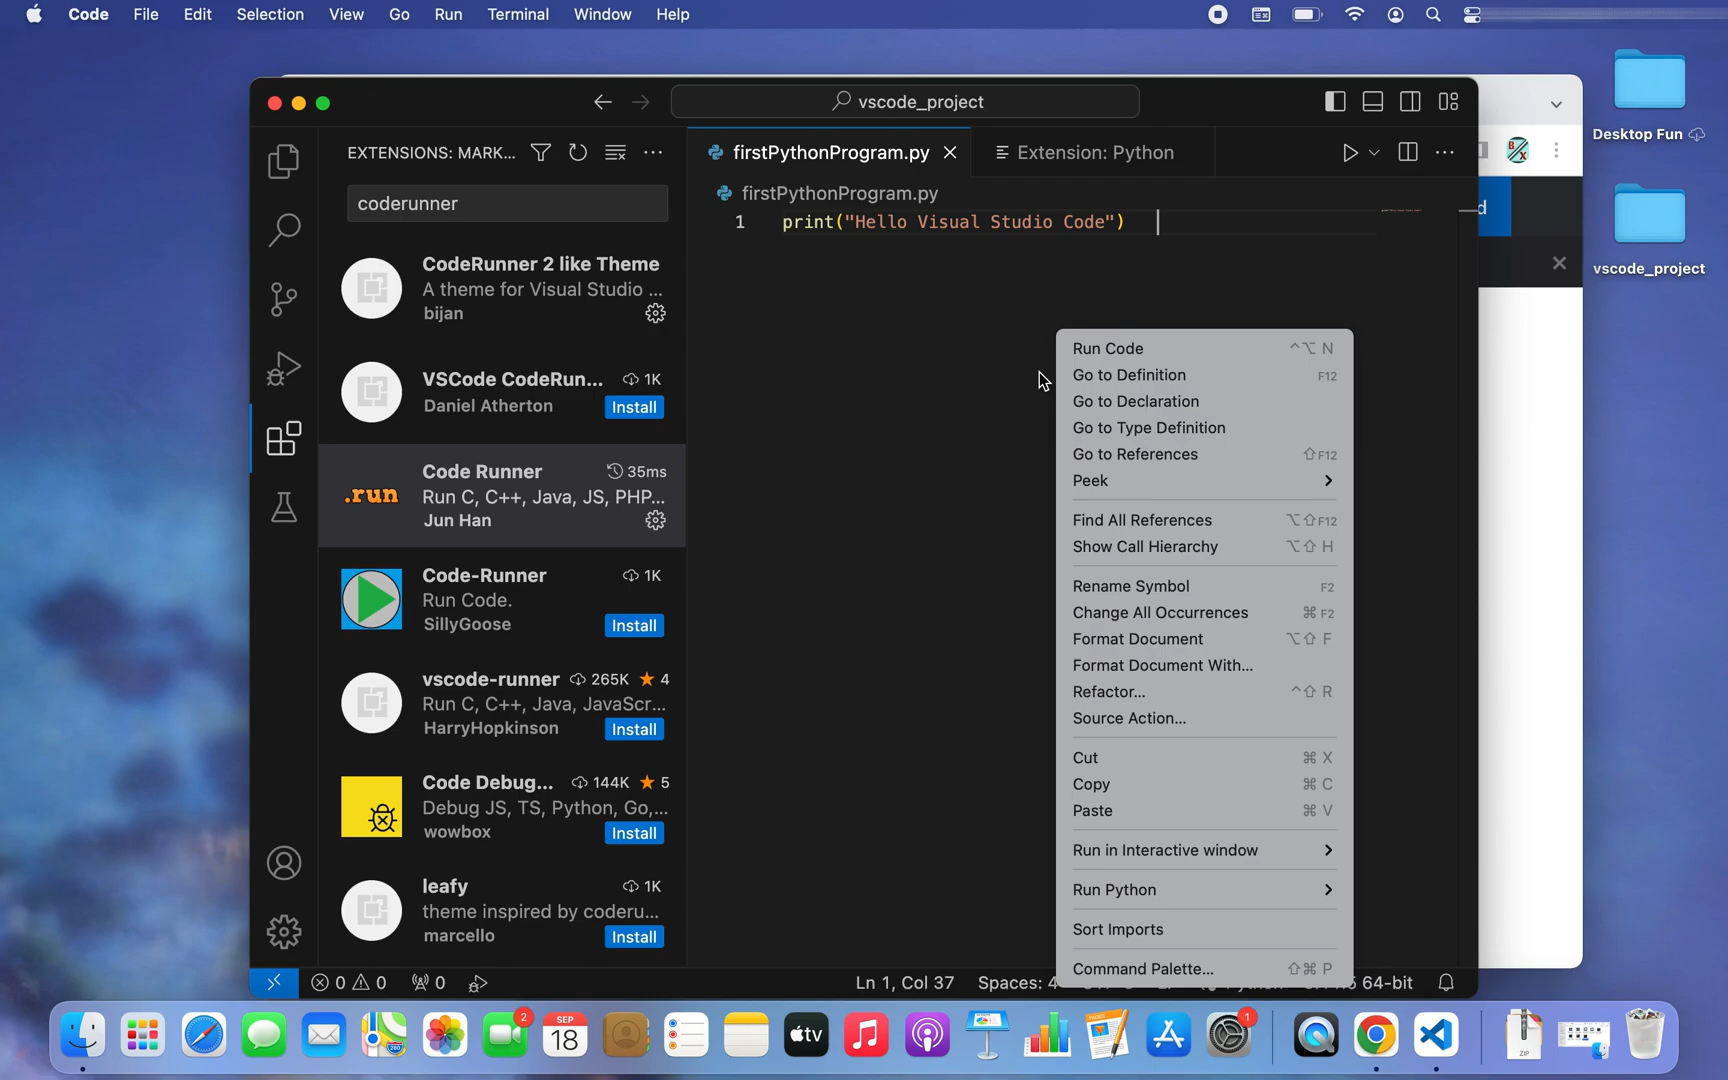 Code File Edit Selection View Go Run Terminal Window Help
vscode_project
Desktop Fun
vscode_project
EXTENSIONS: MARK...
coderunner
CodeRunner 2 like Theme
A theme for Visual Studio ...
bijan
VSCode CodeRun... 1K
Daniel Atherton Install
Code Runner 35ms
.run
Run C, C++, Java, JS, PHP...
Jun Han
Code-Runner 1K
Run Code.
SillyGoose Install
vscode-runner 265K ★ 4
Run C, C++, Java, JavaScr...
HarryHopkinson Install
Code Debug... 144K ★ 5
Debug JS, TS, Python, Go,...
wowbox Install
leafy 1K
theme inspired by coderu...
marcello Install
firstPythonProgram.py Extension: Python
firstPythonProgram.py
1 print("Hello Visual Studio Code")
Run Code ^⌥ N
Go to Definition F12
Go to Declaration
Go to Type Definition
Go to References ⇧F12
Peek
Find All References ⌥⇧F12
Show Call Hierarchy ⌥⇧ H
Rename Symbol F2
Change All Occurrences ⌘ F2
Format Document ⌥⇧ F
Format Document With...
Refactor... ^⇧ R
Source Action...
Cut ⌘ X
Copy ⌘ C
Paste ⌘ V
Run in Interactive window
Run Python
Sort Imports
Command Palette... ⇧⌘ P
0 0 0 Ln 1, Col 37 Spaces: 4 64-bit
2 SEP 18 tv 1 ZIP
280
PAGES